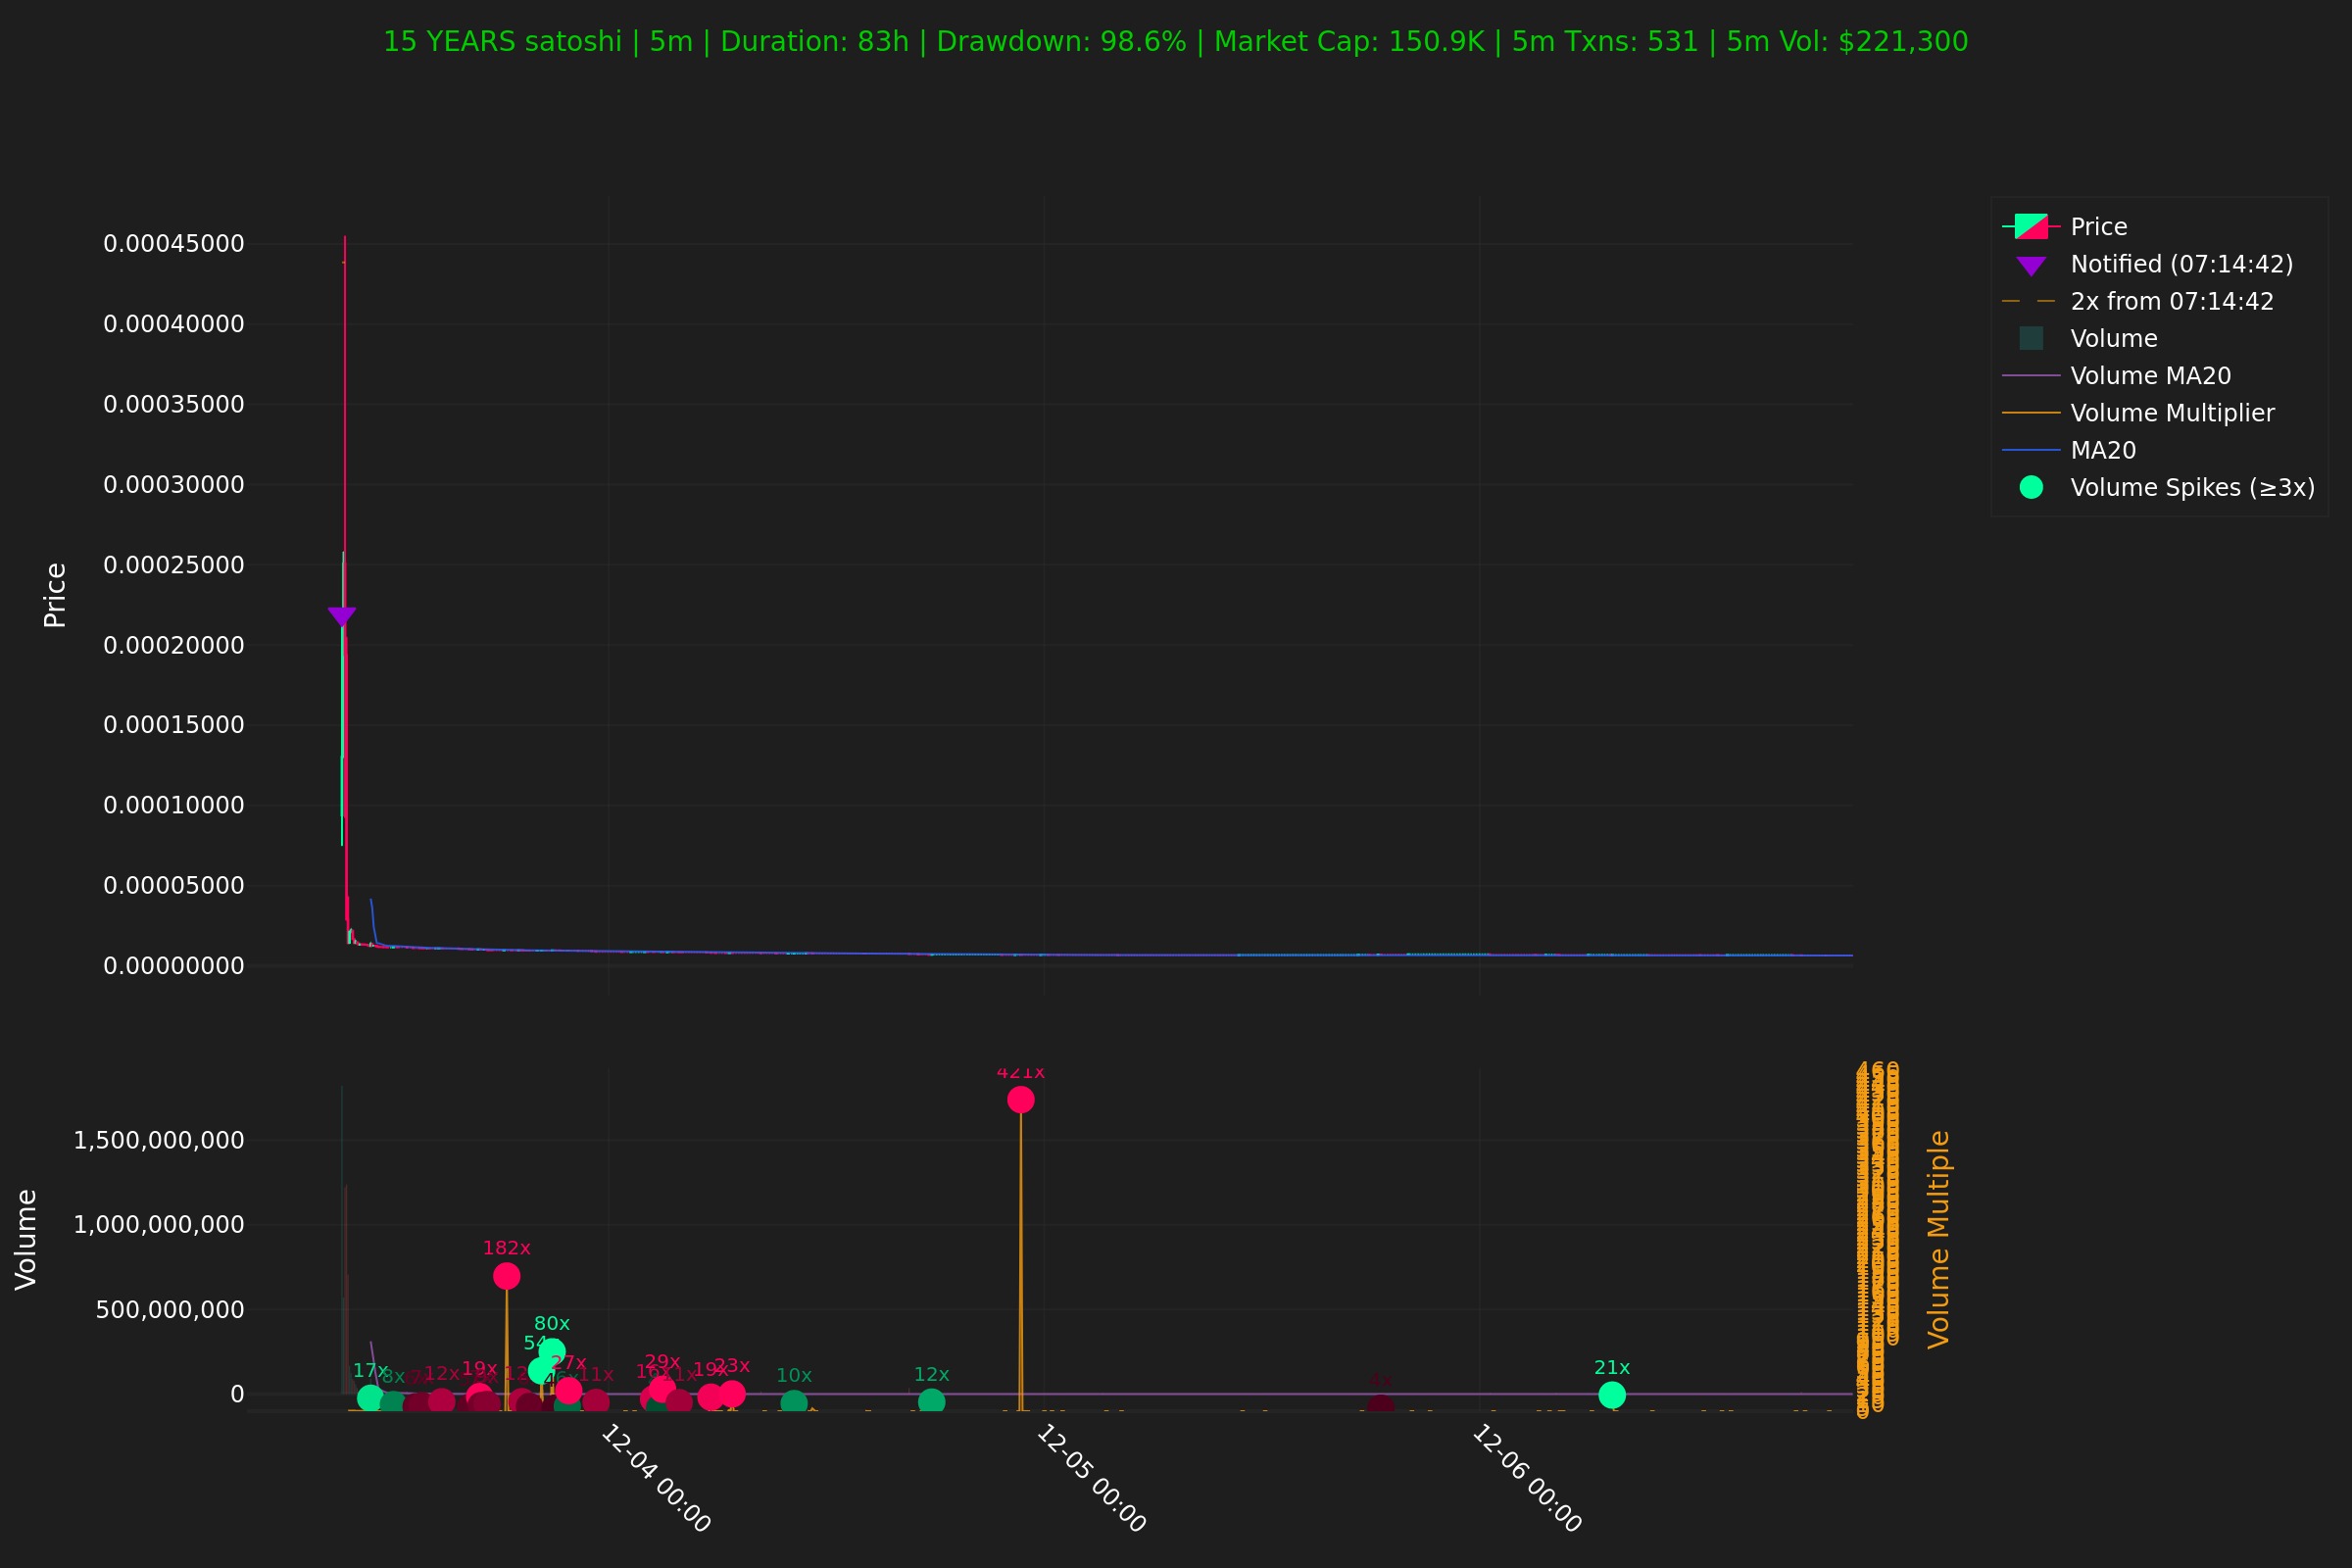 15 YEARS satoshi | 5m | Duration: 83h | Drawdown: 98.6% | Market Cap: 150.9K | 5m Txns: 531 | 5m Vol: $221,300
Price
0.00045000
0.00040000
0.00035000
0.00030000
0.00025000
0.00020000
0.00015000
0.00010000
0.00005000
0.00000000
Price
Notified (07:14:42)
2x from 07:14:42
Volume
Volume MA20
Volume Multiplier
MA20
Volume Spikes (≥3x)
Volume
1,500,000,000
1,000,000,000
500,000,000
0
421x
182x
80x
17x
8x
12x
19x
27x
11x
16x
29x
19x
23x
10x
12x
4x
21x
Volume Multiple
12-04 00:00
12-05 00:00
12-06 00:00